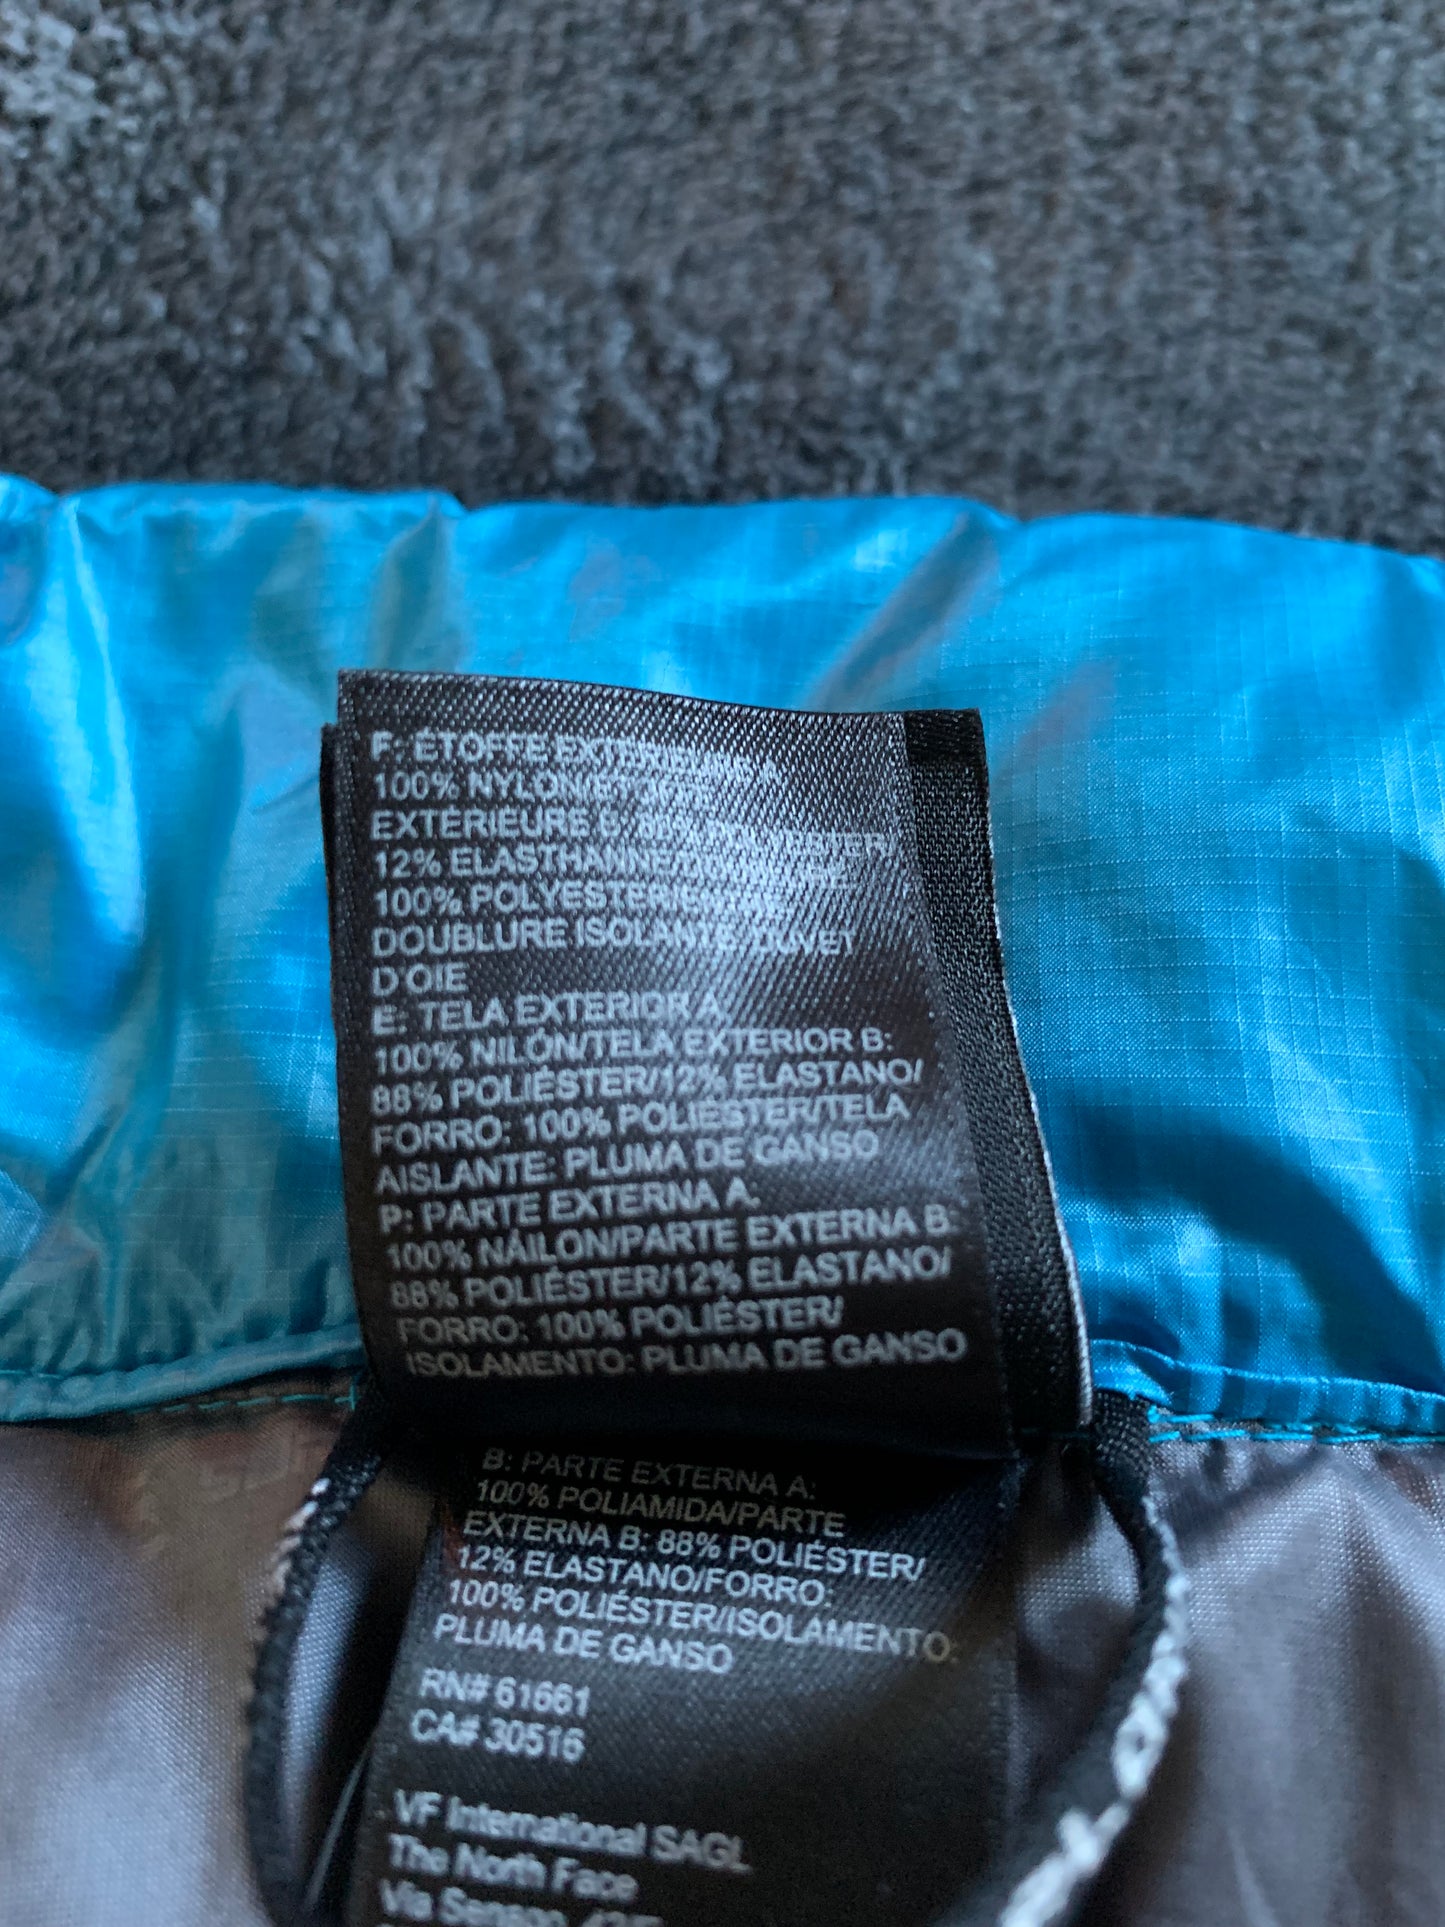 F: ÉTOFFE EXTÉRIEURE A:
100% NYLON/ÉTOFFE
EXTÉRIEURE B: 88% POLYESTER/
12% ELASTHANNE/DOUBLURE:
100% POLYESTER/
DOUBLURE ISOLANTE: DUVET
D'OIE
E: TELA EXTERIOR A:
100% NILÓN/TELA EXTERIOR B:
88% POLIÉSTER/12% ELASTANO/
FORRO: 100% POLIÉSTER/TELA
AISLANTE: PLUMA DE GANSO
P: PARTE EXTERNA A:
100% NÁILON/PARTE EXTERNA B:
88% POLIÉSTER/12% ELASTANO/
FORRO: 100% POLIÉSTER/
ISOLAMENTO: PLUMA DE GANSO
B: PARTE EXTERNA A:
100% POLIAMIDA/PARTE
EXTERNA B: 88% POLIÉSTER/
12% ELASTANO/FORRO:
100% POLIÉSTER/ISOLAMENTO:
PLUMA DE GANSO
RN# 61661
CA# 30516
VF International SAGL
The North Face
Via